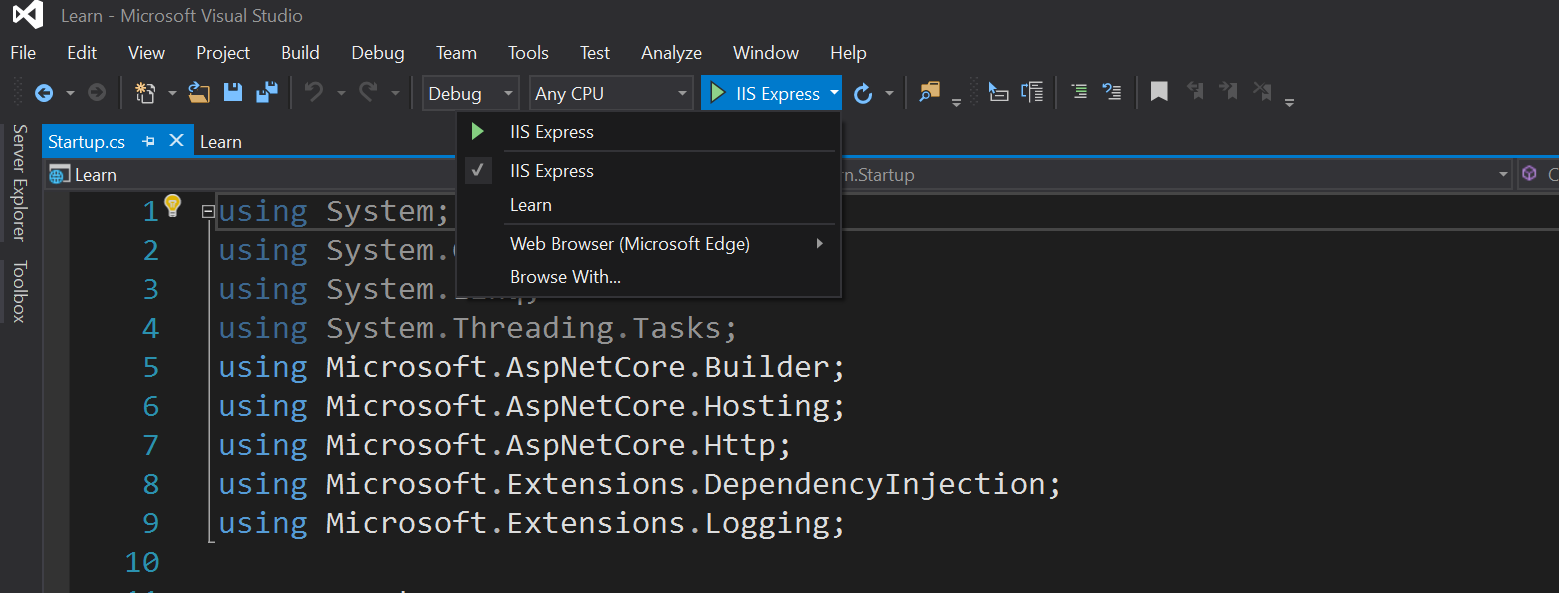 Learn - Microsoft Visual Studio
File Edit View Project Build Debug Team Tools Test Analyze Window Help
Debug Any CPU IIS Express
Startup.cs Learn
IIS Express
IIS Express
Learn
Web Browser (Microsoft Edge)
Browse With...
Learn
n.Startup
Server Explorer
Toolbox
1 using System;
2 using System.
3 using System.
4 using System.Threading.Tasks;
5 using Microsoft.AspNetCore.Builder;
6 using Microsoft.AspNetCore.Hosting;
7 using Microsoft.AspNetCore.Http;
8 using Microsoft.Extensions.DependencyInjection;
9 using Microsoft.Extensions.Logging;
10